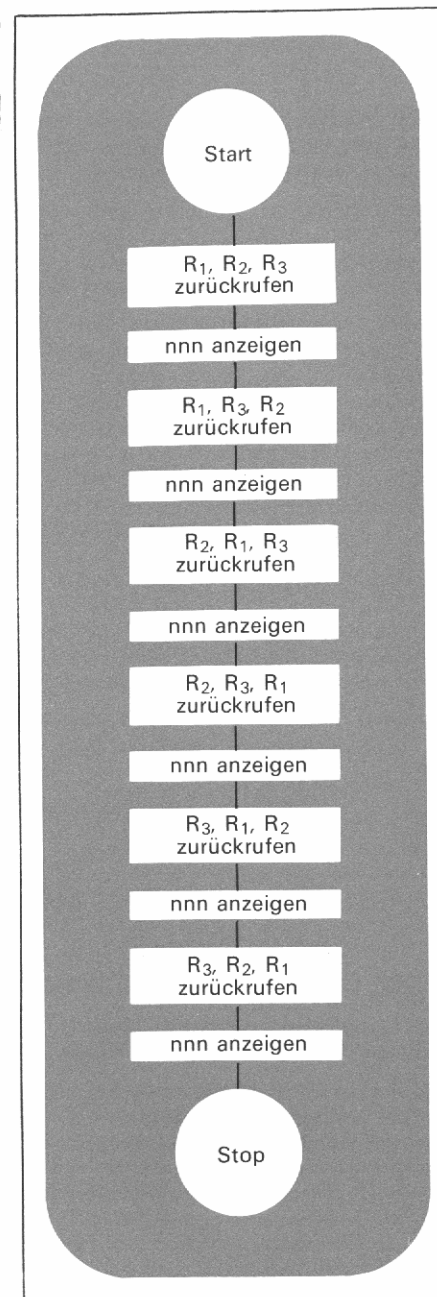 Start
R₁, R₂, R₃
zurückrufen
nnn anzeigen
R₁, R₃, R₂
zurückrufen
nnn anzeigen
R₂, R₁, R₃
zurückrufen
nnn anzeigen
R₂, R₃, R₁
zurückrufen
nnn anzeigen
R₃, R₁, R₂
zurückrufen
nnn anzeigen
R₃, R₂, R₁
zurückrufen
nnn anzeigen
Stop